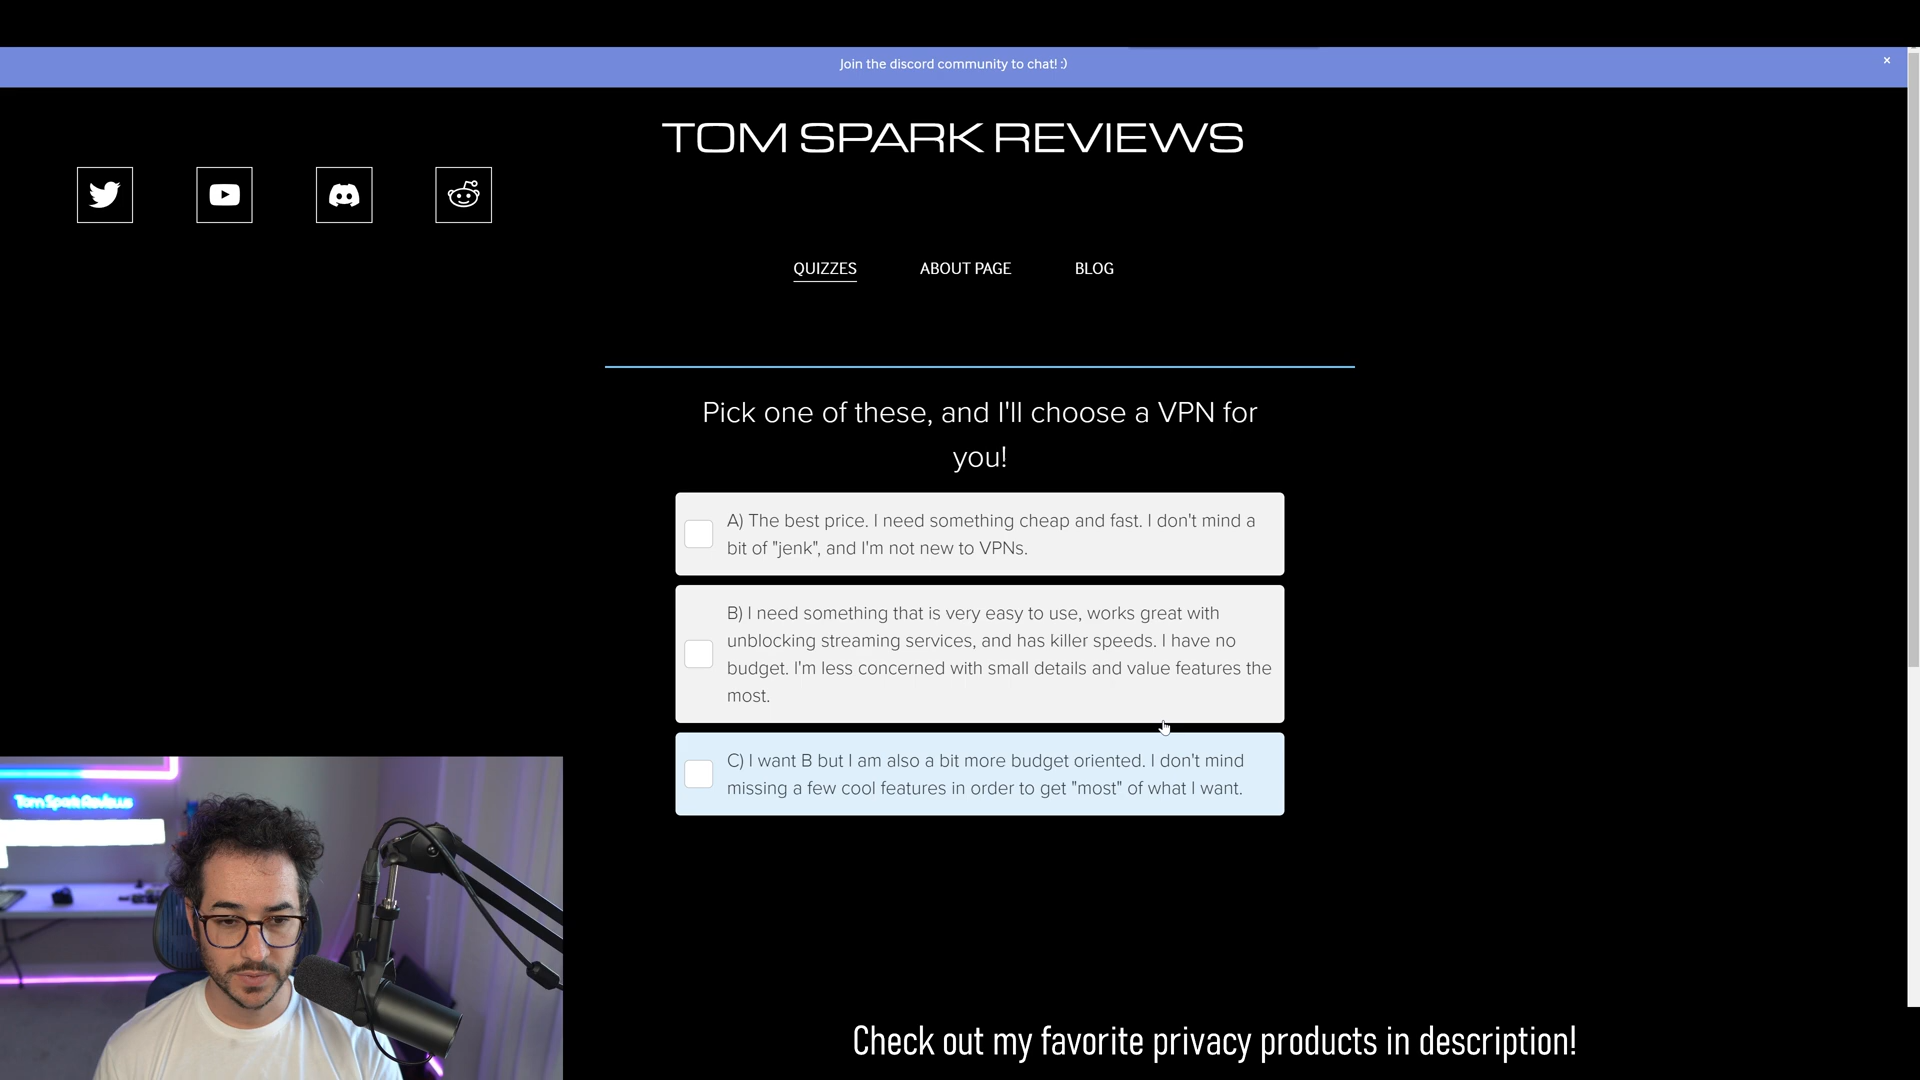 Join the discord community to chat! :)
×
TOM SPARK REVIEWS
QUIZZES
ABOUT PAGE
BLOG
Pick one of these, and I'll choose a VPN for
you!
A) The best price. I need something cheap and fast. I don't mind a
bit of "jenk", and I'm not new to VPNs.
B) I need something that is very easy to use, works great with
unblocking streaming services, and has killer speeds. I have no
budget. I'm less concerned with small details and value features the
most.
C) I want B but I am also a bit more budget oriented. I don't mind
missing a few cool features in order to get "most" of what I want.
Tom Spark Reviews
Check out my favorite privacy products in description!